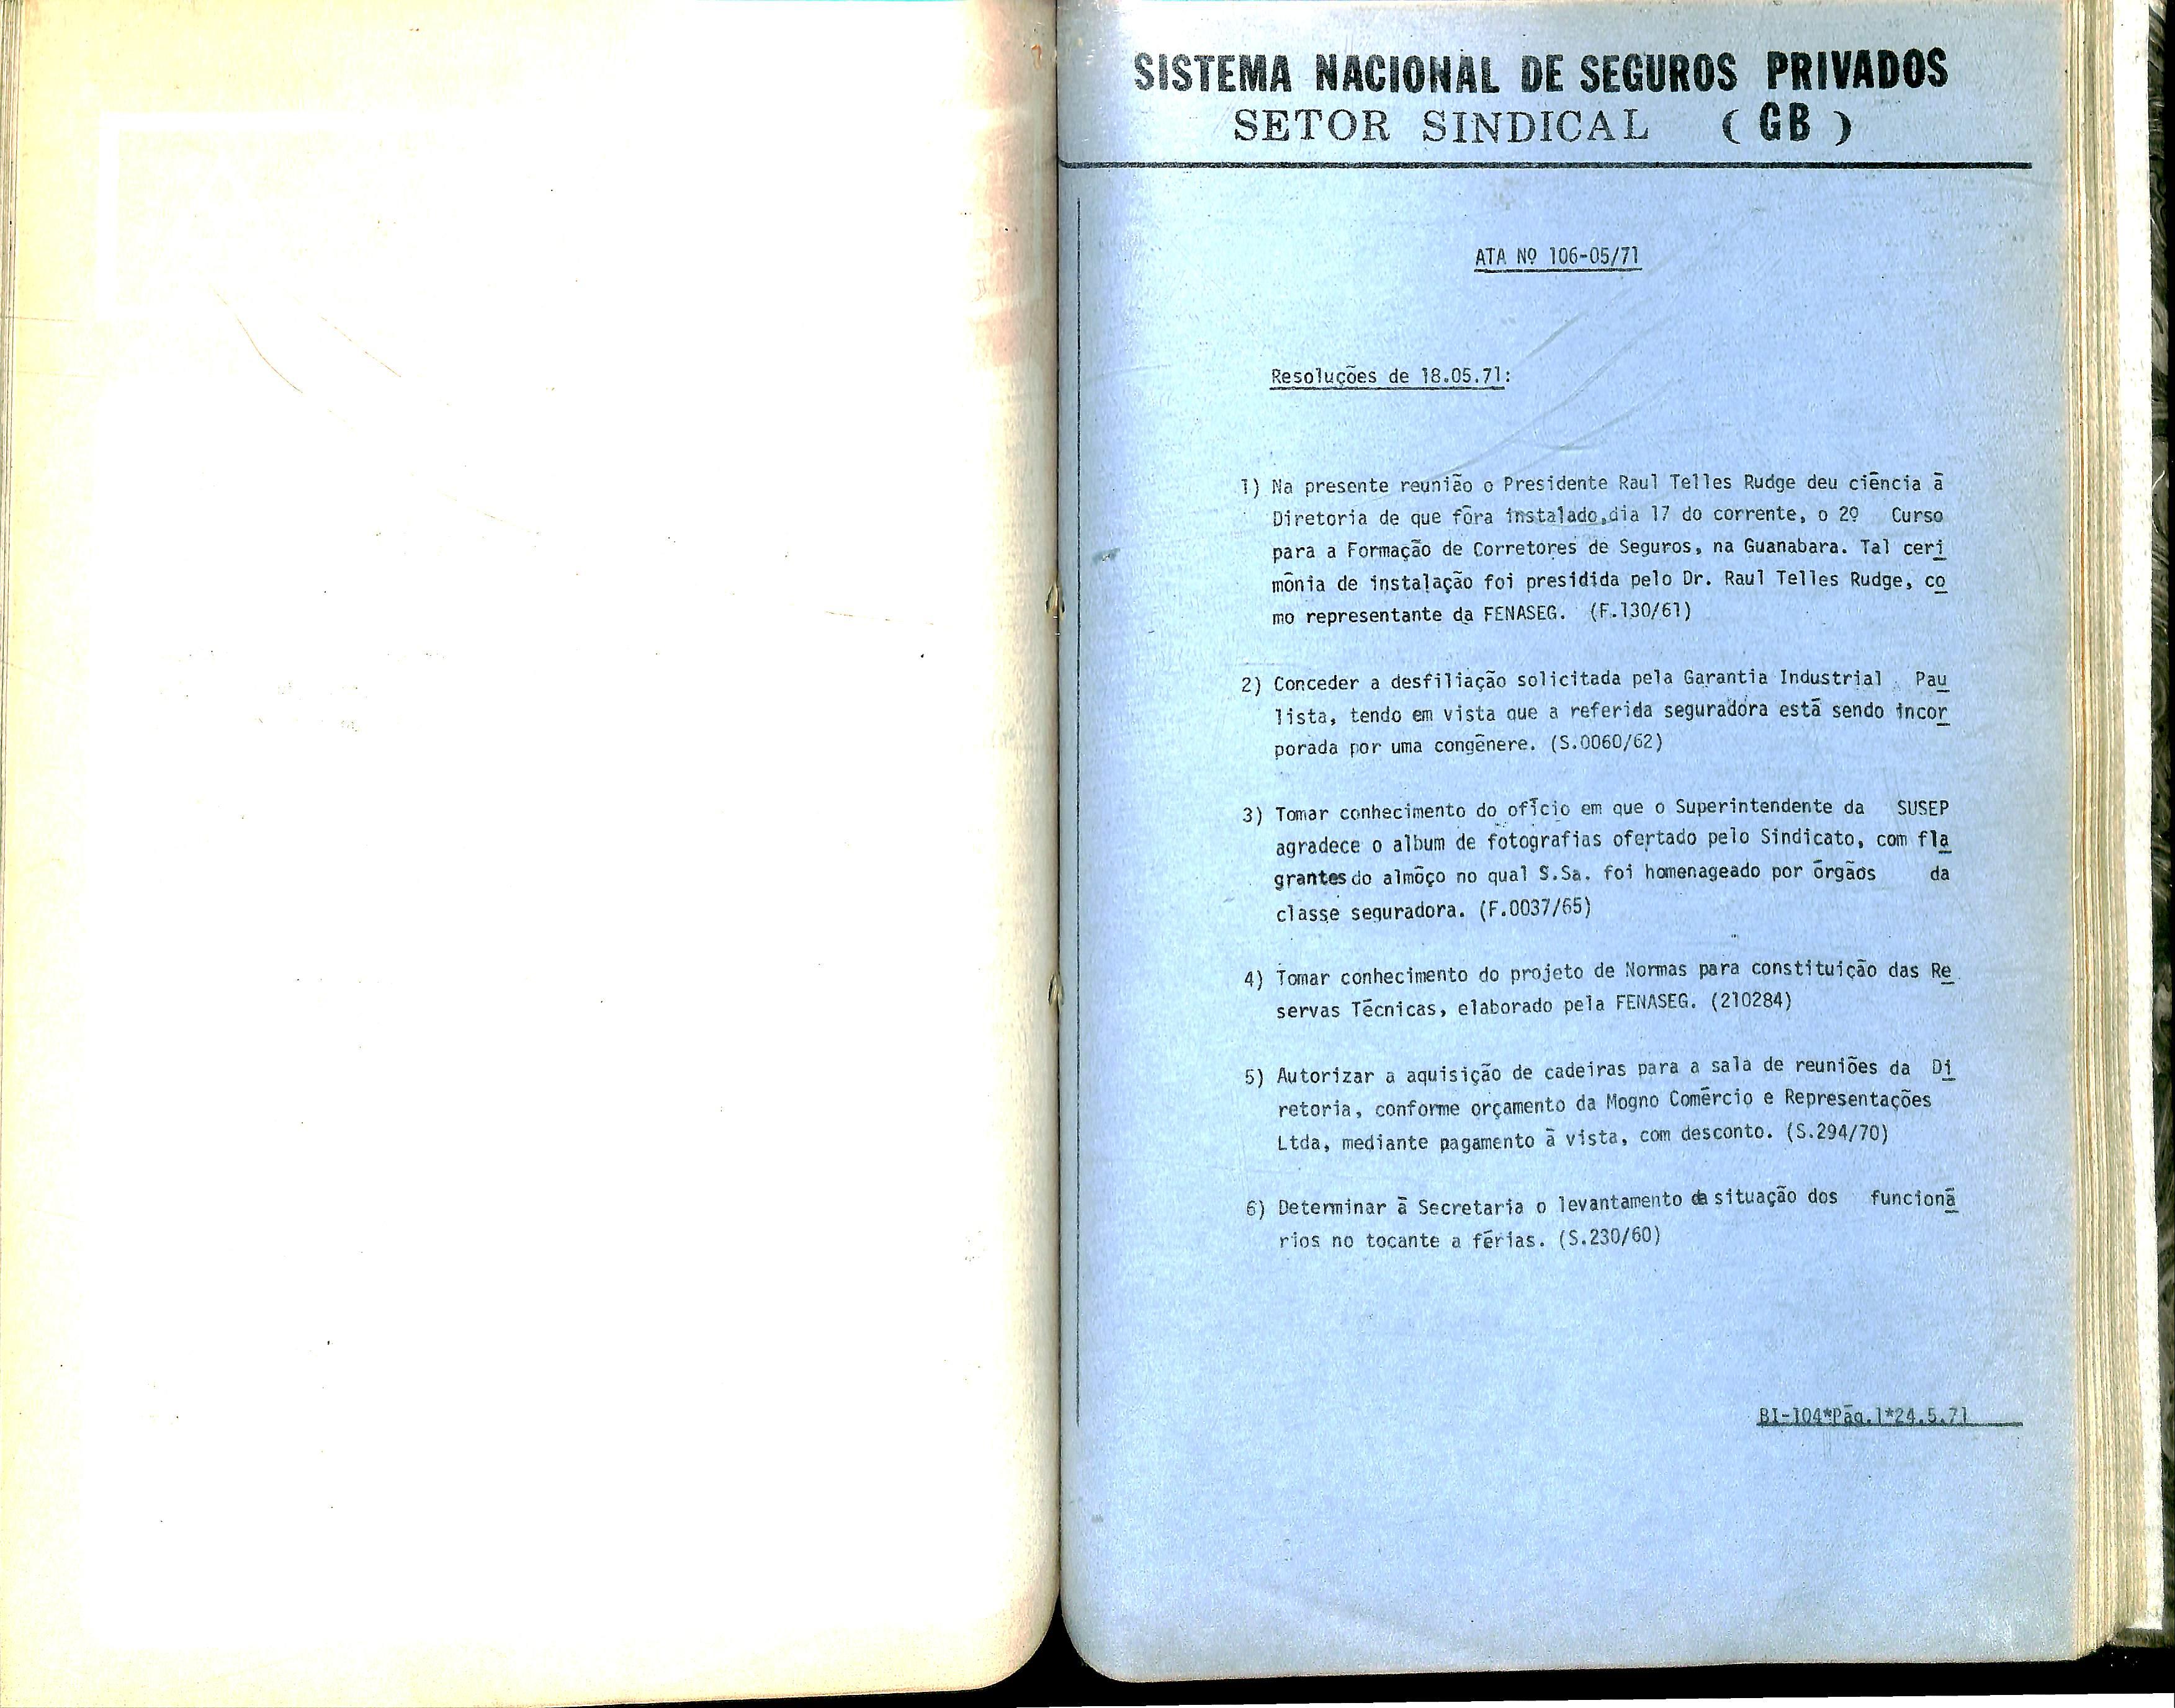 SISTEMA NACIONAL DE SEGUROS PRIVADOS
SETOR SINDICAL ( GB )
ATA Nº 106-05/71
Resoluções de 18.05.71:
1) Na presente reunião o Presidente Raul Telles Rudge deu ciência ã
Diretoria de que fôra instalado,dia 17 do corrente, o 2º Curso
para a Formação de Corretores de Seguros, na Guanabara. Tal ceri
mônia de instalação foi presidida pelo Dr. Raul Telles Rudge, co
mo representante da FENASEG. (F.130/61)
2) Conceder a desfiliação solicitada pela Garantia Industrial Pau
lista, tendo em vista que a referida seguradora está sendo incor
porada por uma congênere. (S.0060/62)
3) Tomar conhecimento do ofício em que o Superintendente da SUSEP
agradece o album de fotografias ofertado pelo Sindicato, com fla
grantes do almôço no qual S.Sa. foi homenageado por órgãos da
classe seguradora. (F.0037/65)
4) Tomar conhecimento do projeto de Normas para constituição das Re
servas Técnicas, elaborado pela FENASEG. (210284)
5) Autorizar a aquisição de cadeiras para a sala de reuniões da Di
retoria, conforme orçamento da Mogno Comércio e Representações
Ltda, mediante pagamento ã vista, com desconto. (S.294/70)
6) Determinar ã Secretaria o levantamento da situação dos funcioná
rios no tocante a férias. (S.230/60)
BI-104*Pág.1*24.5.71